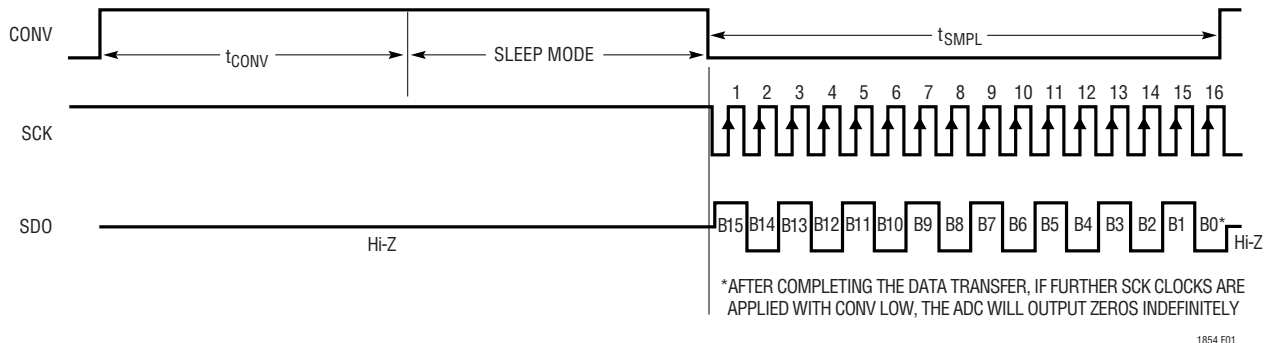 CONV
tCONV
SLEEP MODE
tSMPL
1 2 3 4 5 6 7 8 9 10 11 12 13 14 15 16
SCK
SDO
Hi-Z
B15 B14 B13 B12 B11 B10 B9 B8 B7 B6 B5 B4 B3 B2 B1 B0*
Hi-Z
*AFTER COMPLETING THE DATA TRANSFER, IF FURTHER SCK CLOCKS ARE
APPLIED WITH CONV LOW, THE ADC WILL OUTPUT ZEROS INDEFINITELY
1854 F01